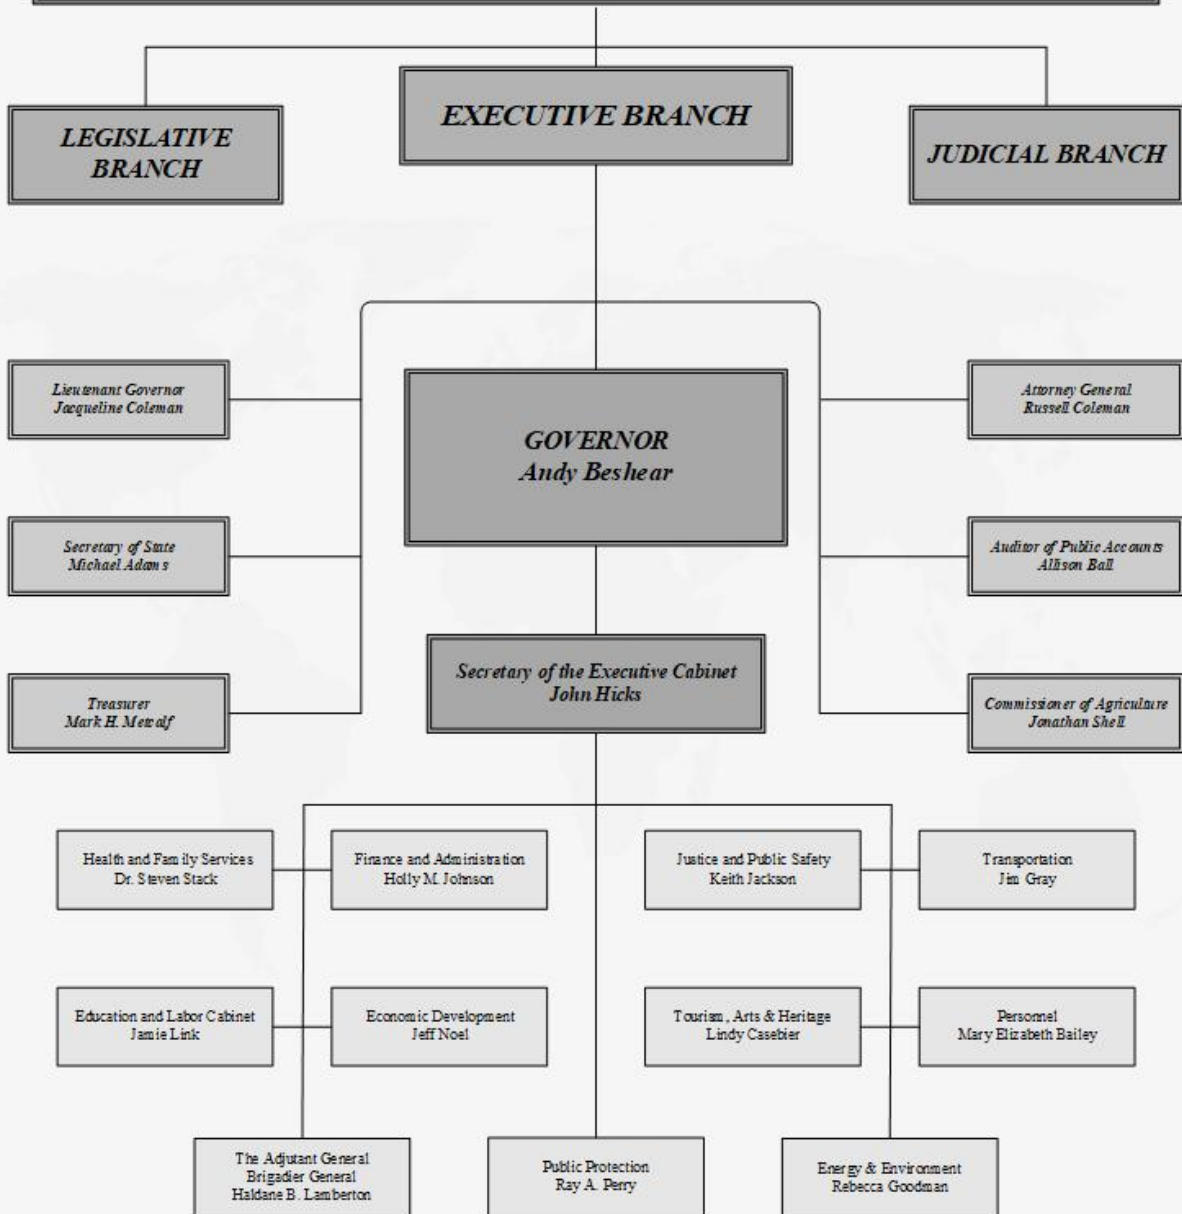 LEGISLATIVE
BRANCH
EXECUTIVE BRANCH
JUDICIAL BRANCH
Lieutenant Governor
Jacqueline Coleman
GOVERNOR
Andy Beshear
Attorney General
Russell Coleman
Secretary of State
Michael Adams
Auditor of Public Accounts
Allison Ball
Secretary of the Executive Cabinet
John Hicks
Treasurer
Mark H. Metcalf
Commissioner of Agriculture
Jonathan Shell
Health and Family Services
Dr. Steven Stack
Finance and Administration
Holly M. Johnson
Justice and Public Safety
Keith Jackson
Transportation
Jim Gray
Education and Labor Cabinet
Jamie Link
Economic Development
Jeff Noel
Tourism, Arts & Heritage
Lindy Casebier
Personnel
Mary Elizabeth Bailey
The Adjutant General
Brigadier General
Haldane B. Lamberton
Public Protection
Ray A. Perry
Energy & Environment
Rebecca Goodman